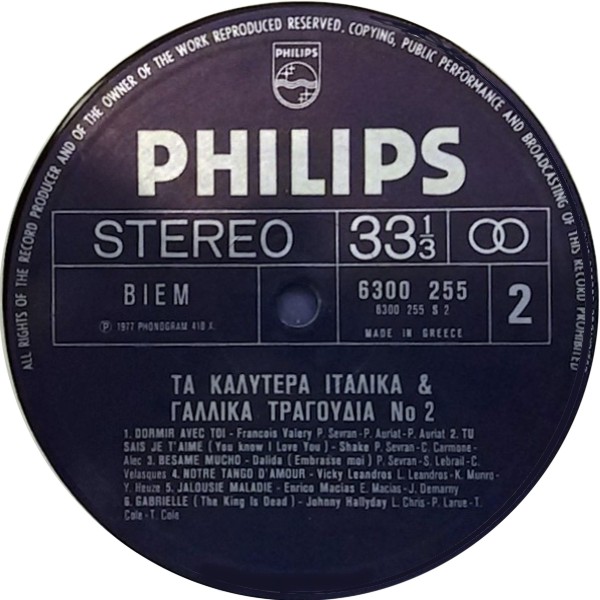 ALL RIGHTS OF THE RECORD PRODUCER AND OF THE OWNER OF THE WORK REPRODUCED RESERVED. COPYING, PUBLIC PERFORMANCE AND BROADCASTING OF THIS RECORD PROHIBITED
PHILIPS
PHILIPS
STEREO 33 1/3
BIEM 6300 255 2
6300 255 S 2
Ⓟ 1977 PHONOGRAM 410 X. MADE IN GREECE
ΤΑ ΚΑΛΥΤΕΡΑ ΙΤΑΛΙΚΑ &
ΓΑΛΛΙΚΑ ΤΡΑΓΟΥΔΙΑ Νο 2
1. DORMIR AVEC TOI - Francois Valery P. Sevran-P. Auriat-P. Auriat 2. TU
SAIS JE T'AIME (You know I Love You) - Shake P. Sevran-C. Carmone-
Alec 3. BESAME MUCHO - Dalida (Embrasse moi) P. Sevran-S. Lebrail-C.
Velasques 4. NOTRE TANGO D'AMOUR - Vicky Leandros L. Leandros-K. Munro-
Y. Heuze 5. JALOUSIE MALADIE - Enrico Macias E. Macias-J. Demarny
6. GABRIELLE (The King is Dead) - Johnny Hallyday L. Chris-P. Larue-T.
Cole-T. Cole